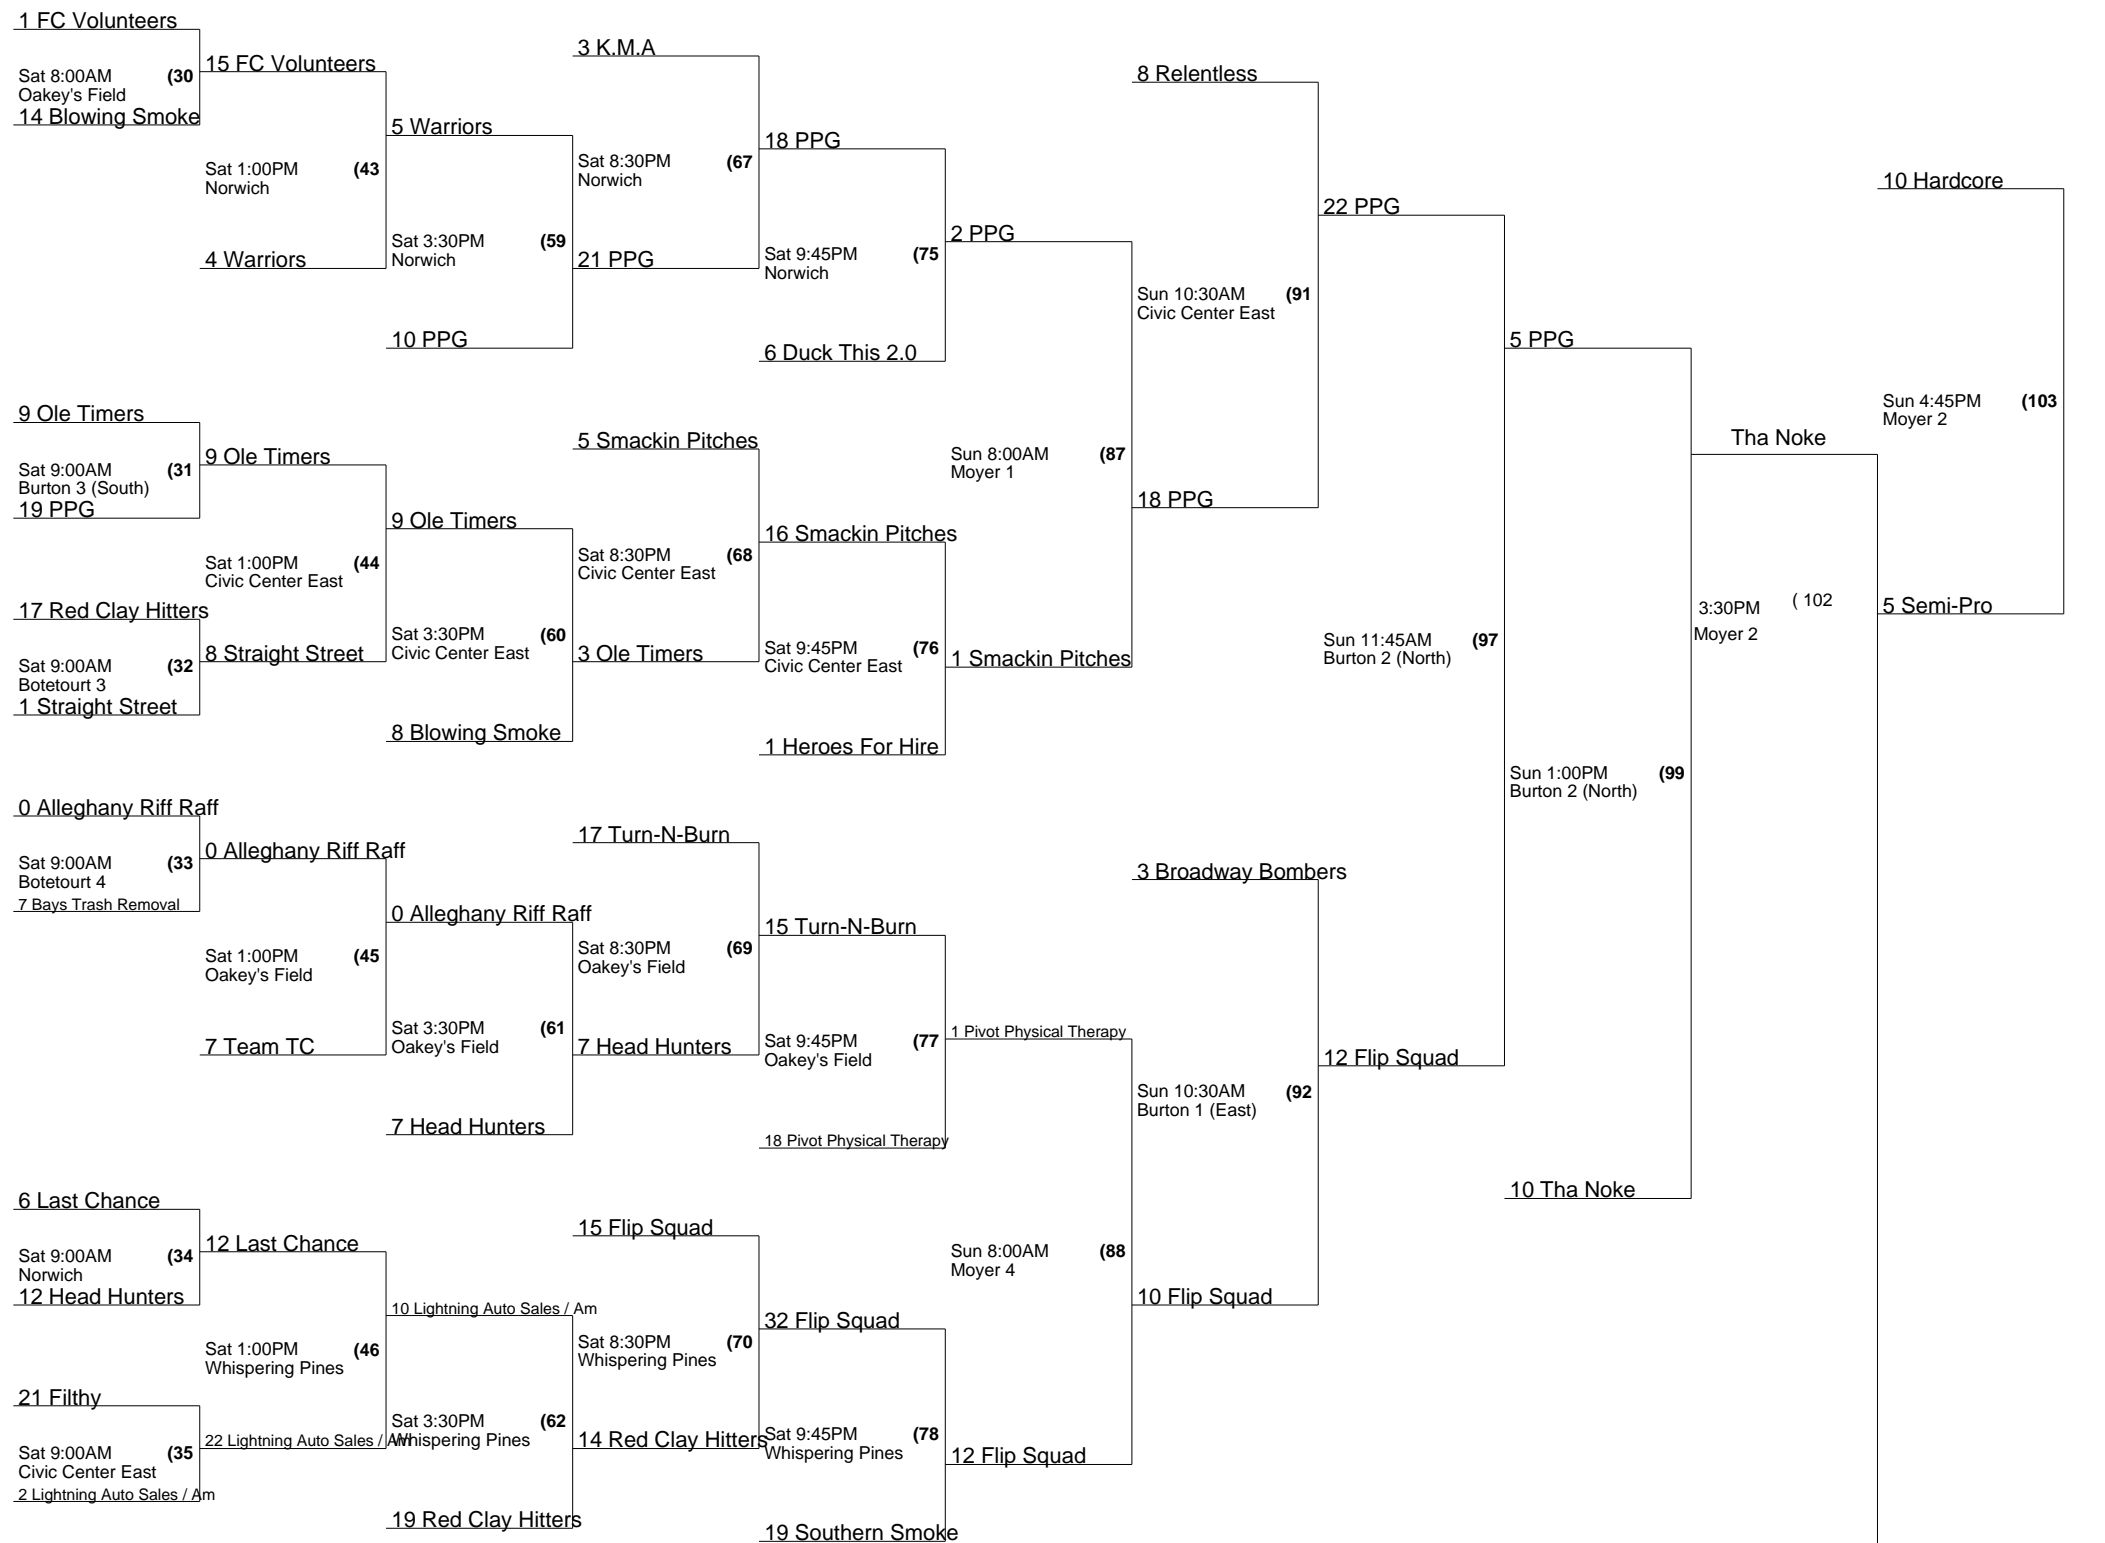 1 FC Volunteers
Sat 8:00AM (30
Oakey's Field
14 Blowing Smoke
9 Ole Timers
Sat 9:00AM (31
Burton 3 (South)
19 PPG
17 Red Clay Hitters
Sat 9:00AM (32
Botetourt 3
1 Straight Street
0 Alleghany Riff Raff
Sat 9:00AM (33
Botetourt 4
7 Bays Trash Removal
6 Last Chance
Sat 9:00AM (34
Norwich
12 Head Hunters
21 Filthy
Sat 9:00AM (35
Civic Center East
2 Lightning Auto Sales / Am
15 FC Volunteers
Sat 1:00PM (43
Norwich
4 Warriors
9 Ole Timers
Sat 1:00PM (44
Civic Center East
8 Straight Street
0 Alleghany Riff Raff
Sat 1:00PM (45
Oakey's Field
7 Team TC
12 Last Chance
Sat 1:00PM (46
Whispering Pines
22 Lightning Auto Sales / Am
5 Warriors
Sat 3:30PM (59
Norwich
10 PPG
9 Ole Timers
Sat 3:30PM (60
Civic Center East
8 Blowing Smoke
0 Alleghany Riff Raff
Sat 3:30PM (61
Oakey's Field
7 Head Hunters
10 Lightning Auto Sales / Am
Sat 3:30PM (62
Whispering Pines
19 Red Clay Hitters
3 K.M.A
Sat 8:30PM (67
Norwich
21 PPG
5 Smackin Pitches
Sat 8:30PM (68
Civic Center East
3 Ole Timers
17 Turn-N-Burn
Sat 8:30PM (69
Oakey's Field
7 Head Hunters
15 Flip Squad
Sat 8:30PM (70
Whispering Pines
14 Red Clay Hitters
18 PPG
Sat 9:45PM (75
Norwich
6 Duck This 2.0
16 Smackin Pitches
Sat 9:45PM (76
Civic Center East
1 Heroes For Hire
15 Turn-N-Burn
Sat 9:45PM (77
Oakey's Field
18 Pivot Physical Therapy
32 Flip Squad
Sat 9:45PM (78
Whispering Pines
19 Southern Smoke
2 PPG
Sun 8:00AM (87
Moyer 1
1 Smackin Pitches
1 Pivot Physical Therapy
Sun 8:00AM (88
Moyer 4
12 Flip Squad
8 Relentless
Sun 10:30AM (91
Civic Center East
18 PPG
3 Broadway Bombers
Sun 10:30AM (92
Burton 1 (East)
10 Flip Squad
22 PPG
Sun 11:45AM (97
Burton 2 (North)
12 Flip Squad
5 PPG
Sun 1:00PM (99
Burton 2 (North)
10 Tha Noke
Tha Noke
3:30PM ( 102
Moyer 2
10 Hardcore
Sun 4:45PM (103
Moyer 2
5 Semi-Pro